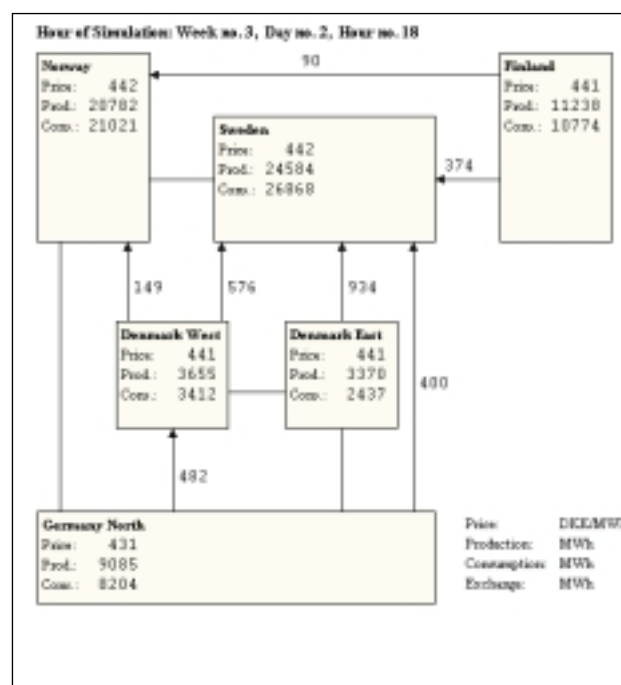 Hour of Simulation: Week no. 3, Day no. 2, Hour no. 18
90
Norway
Price: 442
Prod.: 20782
Cons.: 21021
Finland
Price: 441
Prod.: 11238
Cons.: 10774
Sweden
Price: 442
Prod.: 24584
Cons.: 26868
374
149
576
934
Denmark West
Price: 441
Prod.: 3655
Cons.: 3412
Denmark East
Price: 441
Prod.: 3370
Cons.: 2437
400
482
Germany North
Price: 431
Prod.: 9085
Cons.: 8204
Price: DKK/MW
Production: MWh
Consumption: MWh
Exchange: MWh